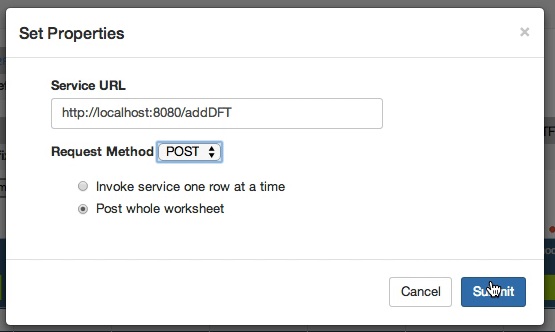 Set Properties ×
Service URL
http://localhost:8080/addDFT
Request Method POST
Invoke service one row at a time
Post whole worksheet
Cancel Submit